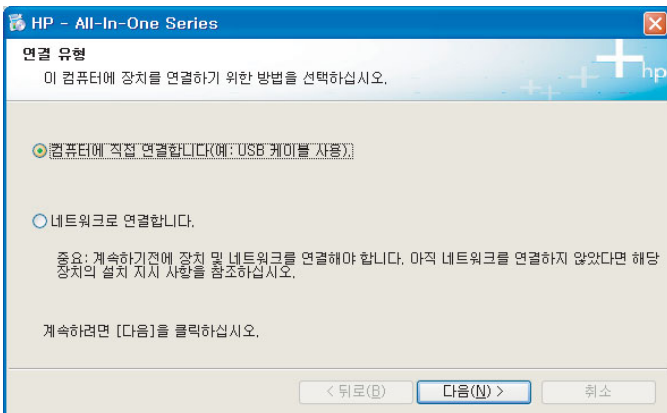 HP - All-In-One Series
연결 유형
이 컴퓨터에 장치를 연결하기 위한 방법을 선택하십시오.
hp
컴퓨터에 직접 연결합니다(예: USB 케이블 사용).
네트워크로 연결합니다.
중요: 계속하기전에 장치 및 네트워크를 연결해야 합니다. 아직 네트워크를 연결하지 않았다면 해당
장치의 설치 지시 사항을 참조하십시오.
계속하려면 [다음]을 클릭하십시오.
< 뒤로(B) 다음(N) > 취소